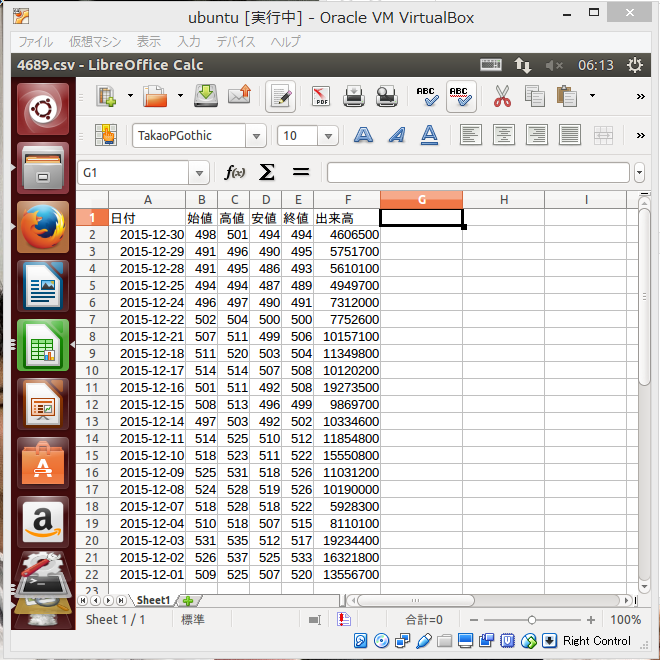 ubuntu [実行中] - Oracle VM VirtualBox
ファイル 仮想マシン 表示 入力 デバイス ヘルプ
4689.csv - LibreOffice Calc 06:13
PDF ABC ABC
TakaoPGothic 10 A A A
G1 f(x) Σ =
A B C D E F G H I
1 日付 始値 高値 安値 終値 出来高
2 2015-12-30 498 501 494 494 4606500
3 2015-12-29 491 496 490 495 5751700
4 2015-12-28 491 495 486 493 5610100
5 2015-12-25 494 494 487 489 4949700
6 2015-12-24 496 497 490 491 7312000
7 2015-12-22 502 504 500 500 7752600
8 2015-12-21 507 511 499 506 10157100
9 2015-12-18 511 520 503 504 11349800
10 2015-12-17 514 514 507 508 10120200
11 2015-12-16 501 511 492 508 19273500
12 2015-12-15 508 513 496 499 9869700
13 2015-12-14 497 503 492 502 10334600
14 2015-12-11 514 525 510 512 11854800
15 2015-12-10 518 523 511 522 15550800
16 2015-12-09 525 531 518 526 11031200
17 2015-12-08 524 528 519 526 10190000
18 2015-12-07 518 528 518 522 5928300
19 2015-12-04 510 518 507 515 8110100
20 2015-12-03 531 535 512 517 19234400
21 2015-12-02 526 537 525 533 16321800
22 2015-12-01 509 525 507 520 13556700
23
Sheet1
Sheet 1 / 1 標準 合計=0 100%
Right Control